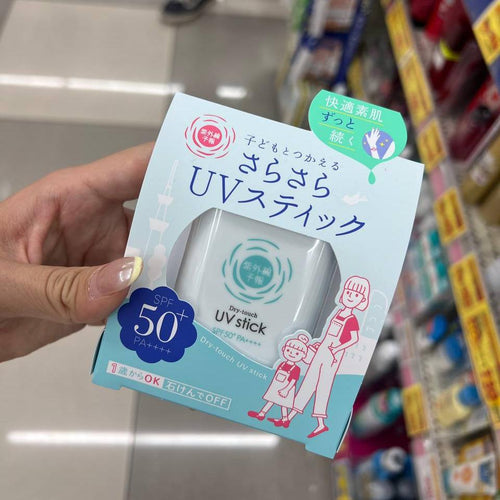 快適素肌
ずっと
続く
紫外線
予報
子どもとつかえる
さらさら
UVスティック
紫外線
予報
Dry-touch
UV stick
SPF50+ PA++++
SPF
50+
PA++++
Dry-touch UV stick
1歳からOK
石けんでOFF